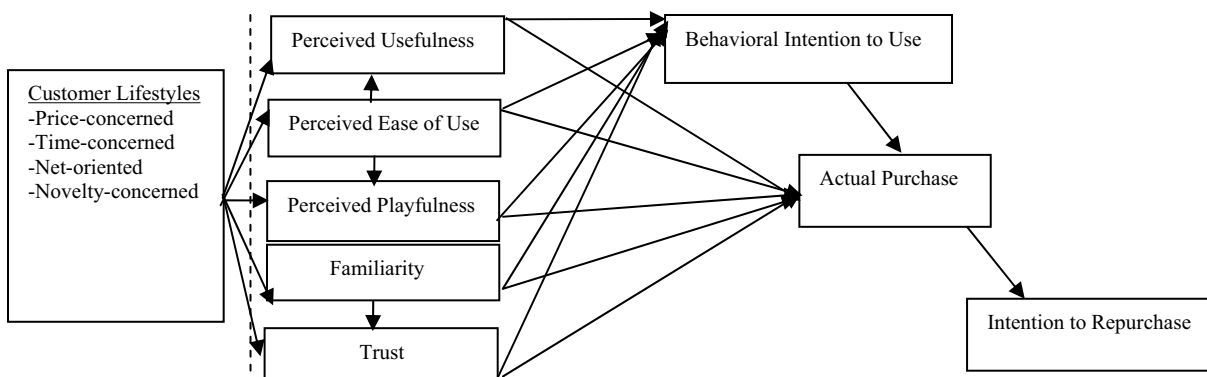 Customer Lifestyles
-Price-concerned
-Time-concerned
-Net-oriented
-Novelty-concerned
Perceived Usefulness
Perceived Ease of Use
Perceived Playfulness
Familiarity
Trust
Behavioral Intention to Use
Actual Purchase
Intention to Repurchase